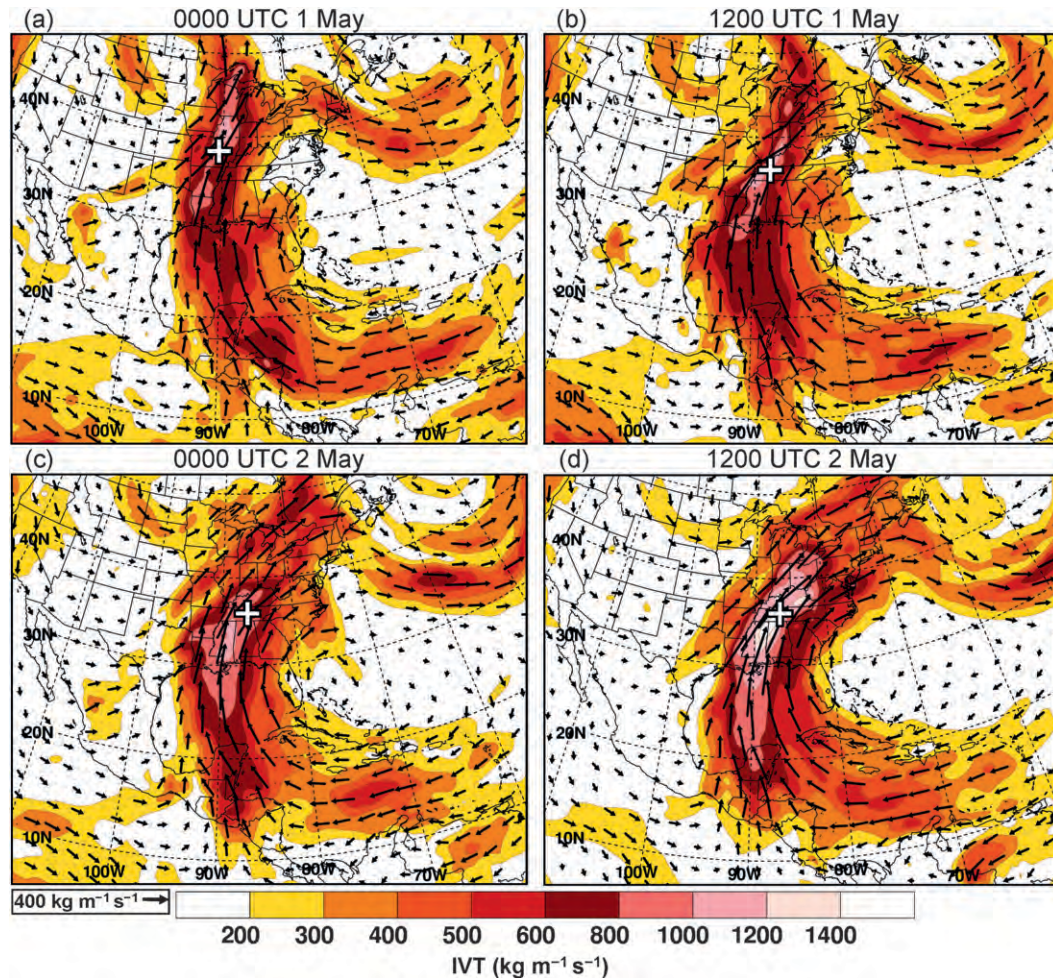 (a) 0000 UTC 1 May
(b) 1200 UTC 1 May
40N
30N
20N
10N
100W
90W
80W
70W
40N
30N
20N
10N
100W
90W
80W
70W
(c) 0000 UTC 2 May
(d) 1200 UTC 2 May
40N
30N
20N
10N
100W
90W
80W
70W
40N
30N
20N
10N
100W
90W
80W
70W
400 kg m⁻¹ s⁻¹
200 300 400 500 600 800 1000 1200 1400
IVT (kg m⁻¹ s⁻¹)